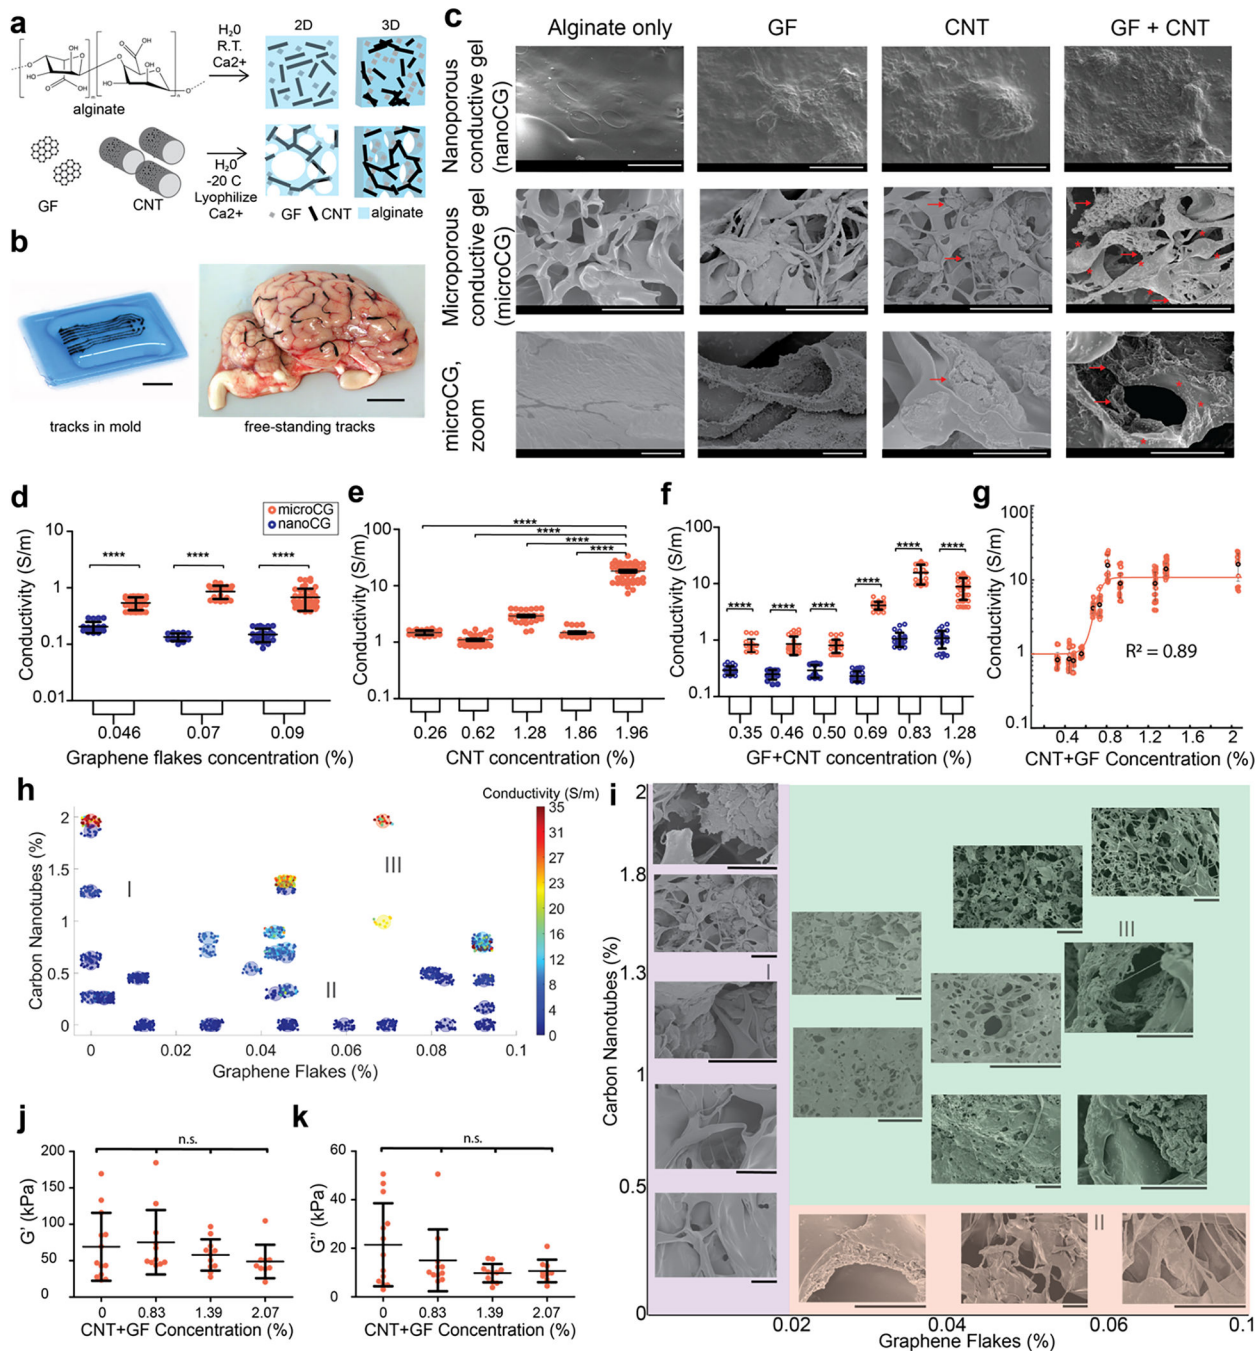 a
H₂0
R.T.
Ca2+
2D
3D
alginate
GF
CNT
H₂0
-20 C
Lyophilize
Ca2+
GF CNT alginate
b
tracks in mold
free-standing tracks
c
Alginate only
GF
CNT
GF + CNT
Nanoporous
conductive gel
(nanoCG)
Microporous
conductive gel
(microCG)
microCG,
zoom
d
microCG
nanoCG
Conductivity (S/m)
10
1
0.1
0.01
**** **** ****
0.046 0.07 0.09
Graphene flakes concentration (%)
e
Conductivity (S/m)
100
10
1
0.1
****
****
****
****
0.26 0.62 1.28 1.86 1.96
CNT concentration (%)
f
Conductivity (S/m)
100
10
1
0.1
**** **** **** **** **** ****
0.35 0.46 0.50 0.69 0.83 1.28
GF+CNT concentration (%)
g
Conductivity (S/m)
100
10
1
0.1
R² = 0.89
0.4 0.8 1.2 1.6 2
CNT+GF Concentration (%)
h
Conductivity (S/m)
35
32
28
24
20
16
12
8
4
0
Carbon Nanotubes (%)
2
1.5
1
0.5
0
I
II
III
0 0.02 0.04 0.06 0.08 0.1
Graphene Flakes (%)
i
Carbon Nanotubes (%)
2
1.8
1.3
0.5
0
I
II
III
0.02 0.04 0.06 0.1
Graphene Flakes (%)
j
G' (kPa)
200
150
100
50
0
n.s.
0 0.83 1.39 2.07
CNT+GF Concentration (%)
k
G'' (kPa)
60
40
20
0
n.s.
0 0.83 1.39 2.07
CNT+GF Concentration (%)